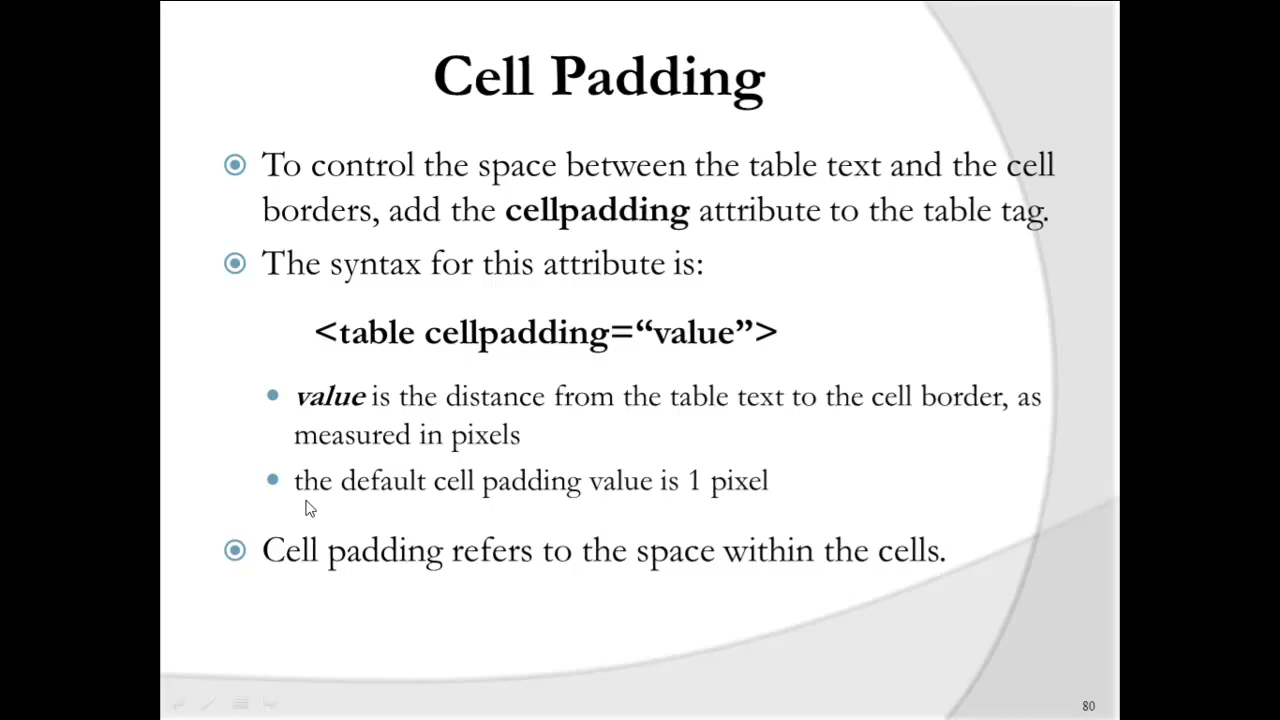 Cell Padding
To control the space between the table text and the cell
borders, add the cellpadding attribute to the table tag.
The syntax for this attribute is:
<table cellpadding=“value”>
value is the distance from the table text to the cell border, as
measured in pixels
the default cell padding value is 1 pixel
Cell padding refers to the space within the cells.
80